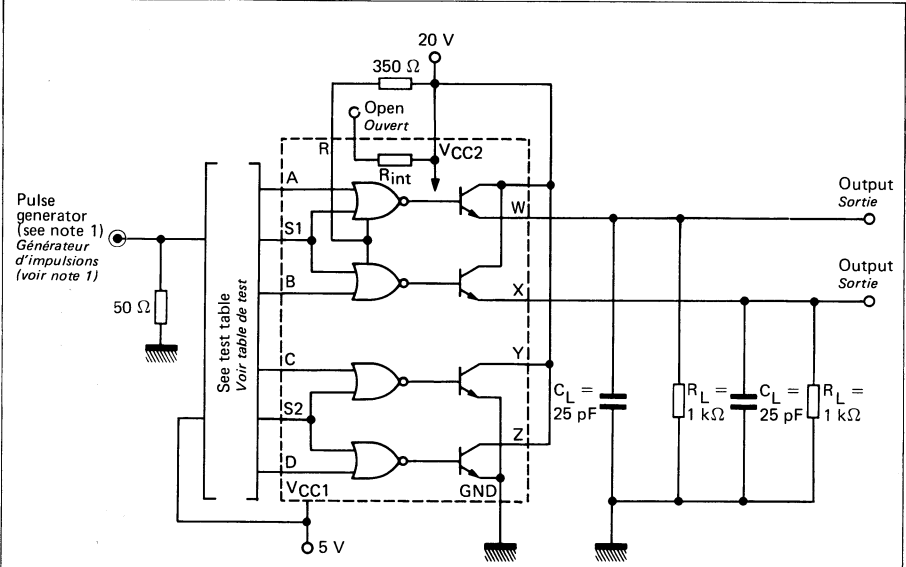 20 V
350 Ω
Open
Ouvert
R
VCC2
Rint
A
Pulse
generator
(see note 1)
Générateur
d'impulsions
(voir note 1)
S1
W
Output
Sortie
B
X
Output
Sortie
50 Ω
See test table
Voir table de test
C
Y
S2
Z
D
CL =
25 pF
RL =
1 kΩ
CL =
25 pF
RL =
1 kΩ
VCC1
GND
5 V